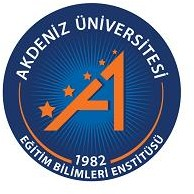 AKDENİZ ÜNİVERSİTESİ
1982
EĞİTİM BİLİMLERİ ENSTİTÜSÜ